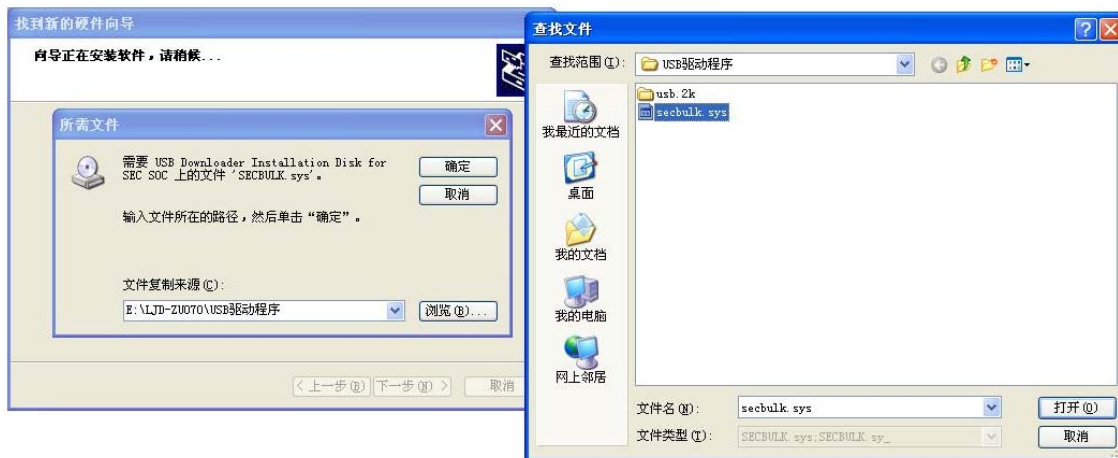 找到新的硬件向导
向导正在安装软件，请稍候...
所需文件
需要 USB Downloader Installation Disk for
SEC SOC 上的文件 'SECBULK.sys'。
确定
取消
输入文件所在的路径，然后单击“确定”。
文件复制来源(C):
E:\LJD-ZU070\USB驱动程序
浏览(B)...
< 上一步(B)
下一步(N) >
取消
查找文件
查找范围(I):
USB驱动程序
usb.2k
secbulk.sys
我最近的文档
桌面
我的文档
我的电脑
网上邻居
文件名(N):
secbulk.sys
打开(O)
文件类型(T):
SECBULK.sys;SECBULK.sy_
取消